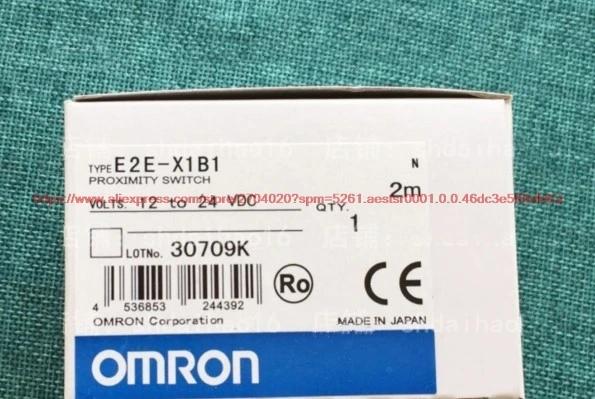 TYPE E2E-X1B1 N
PROXIMITY SWITCH 2m
VOLTS. 12 to 24 VDC QTY.
1
LOTNo. 30709K
Ro CE
4 536853 244392
OMRON Corporation MADE IN JAPAN
OMRON